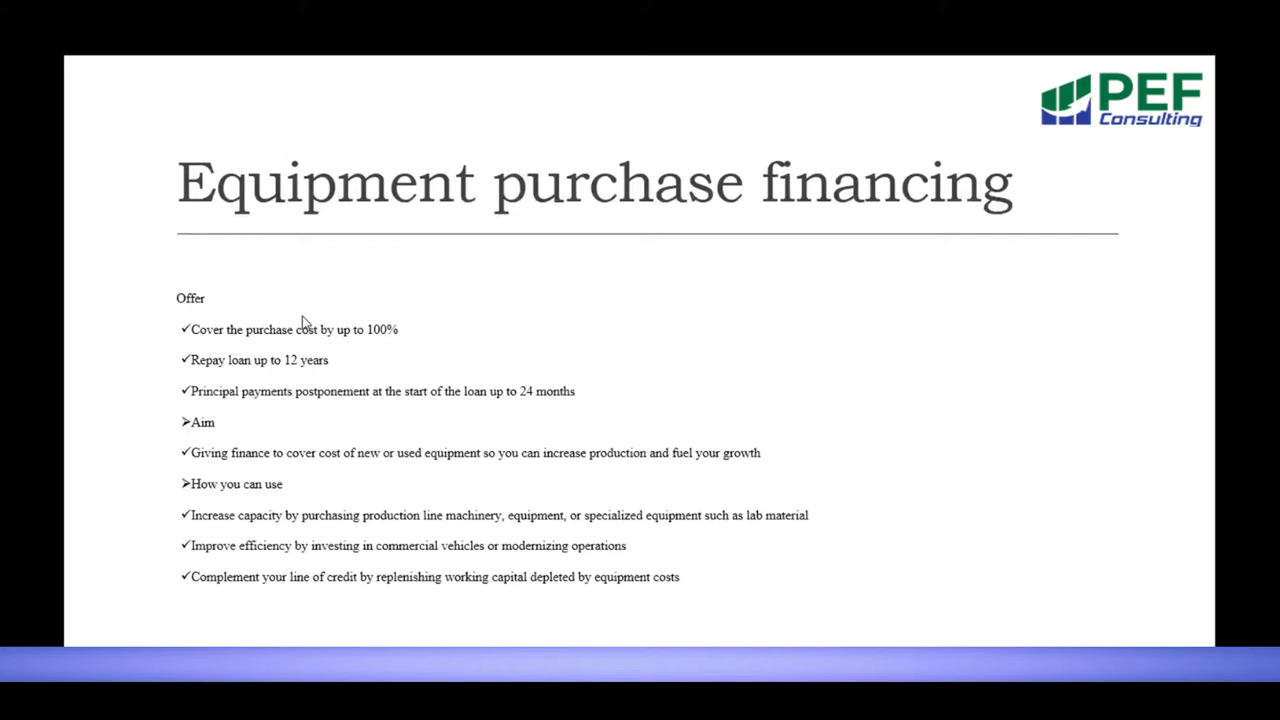 PEF
Consulting
Equipment purchase financing
Offer
✓Cover the purchase cost by up to 100%
✓Repay loan up to 12 years
✓Principal payments postponement at the start of the loan up to 24 months
➢Aim
✓Giving finance to cover cost of new or used equipment so you can increase production and fuel your growth
➢How you can use
✓Increase capacity by purchasing production line machinery, equipment, or specialized equipment such as lab material
✓Improve efficiency by investing in commercial vehicles or modernizing operations
✓Complement your line of credit by replenishing working capital depleted by equipment costs